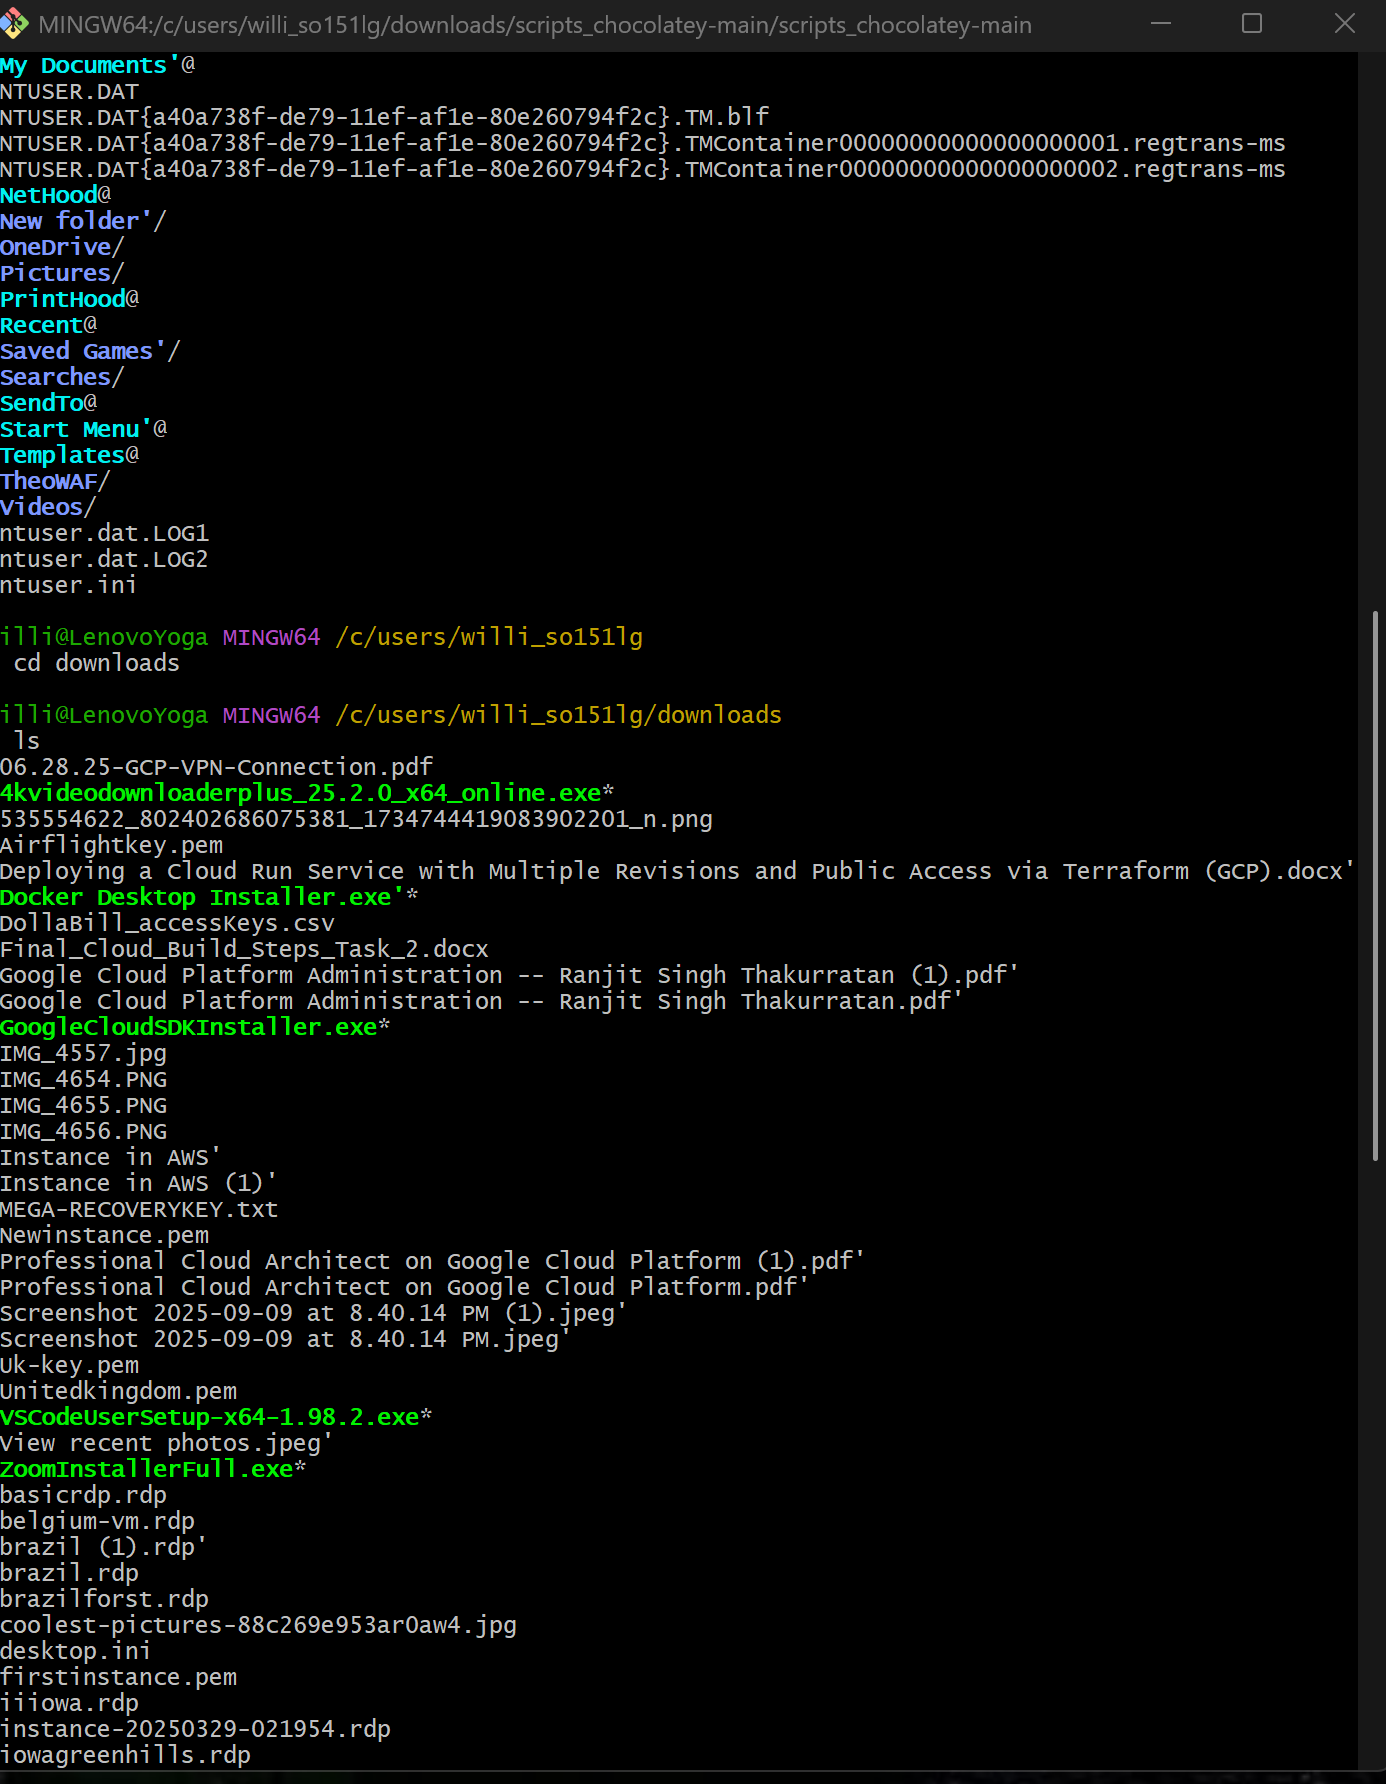 MINGW64:/c/users/willi_so151lg/downloads/scripts_chocolatey-main/scripts_chocolatey-main
My Documents'@
NTUSER.DAT
NTUSER.DAT{a40a738f-de79-11ef-af1e-80e260794f2c}.TM.blf
NTUSER.DAT{a40a738f-de79-11ef-af1e-80e260794f2c}.TMContainer00000000000000000001.regtrans-ms
NTUSER.DAT{a40a738f-de79-11ef-af1e-80e260794f2c}.TMContainer00000000000000000002.regtrans-ms
NetHood@
New folder'/
OneDrive/
Pictures/
PrintHood@
Recent@
Saved Games'/
Searches/
SendTo@
Start Menu'@
Templates@
TheoWAF/
Videos/
ntuser.dat.LOG1
ntuser.dat.LOG2
ntuser.ini
illi@LenovoYoga MINGW64 /c/users/willi_so151lg
cd downloads
illi@LenovoYoga MINGW64 /c/users/willi_so151lg/downloads
ls
06.28.25-GCP-VPN-Connection.pdf
4kvideodownloaderplus_25.2.0_x64_online.exe*
535554622_802402686075381_1734744419083902201_n.png
Airflightkey.pem
Deploying a Cloud Run Service with Multiple Revisions and Public Access via Terraform (GCP).docx'
Docker Desktop Installer.exe'*
DollaBill_accessKeys.csv
Final_Cloud_Build_Steps_Task_2.docx
Google Cloud Platform Administration -- Ranjit Singh Thakurratan (1).pdf'
Google Cloud Platform Administration -- Ranjit Singh Thakurratan.pdf'
GoogleCloudSDKInstaller.exe*
IMG_4557.jpg
IMG_4654.PNG
IMG_4655.PNG
IMG_4656.PNG
Instance in AWS'
Instance in AWS (1)'
MEGA-RECOVERYKEY.txt
Newinstance.pem
Professional Cloud Architect on Google Cloud Platform (1).pdf'
Professional Cloud Architect on Google Cloud Platform.pdf'
Screenshot 2025-09-09 at 8.40.14 PM (1).jpeg'
Screenshot 2025-09-09 at 8.40.14 PM.jpeg'
Uk-key.pem
Unitedkingdom.pem
VSCodeUserSetup-x64-1.98.2.exe*
View recent photos.jpeg'
ZoomInstallerFull.exe*
basicrdp.rdp
belgium-vm.rdp
brazil (1).rdp'
brazil.rdp
brazilforst.rdp
coolest-pictures-88c269e953ar0aw4.jpg
desktop.ini
firstinstance.pem
iiiowa.rdp
instance-20250329-021954.rdp
iowagreenhills.rdp